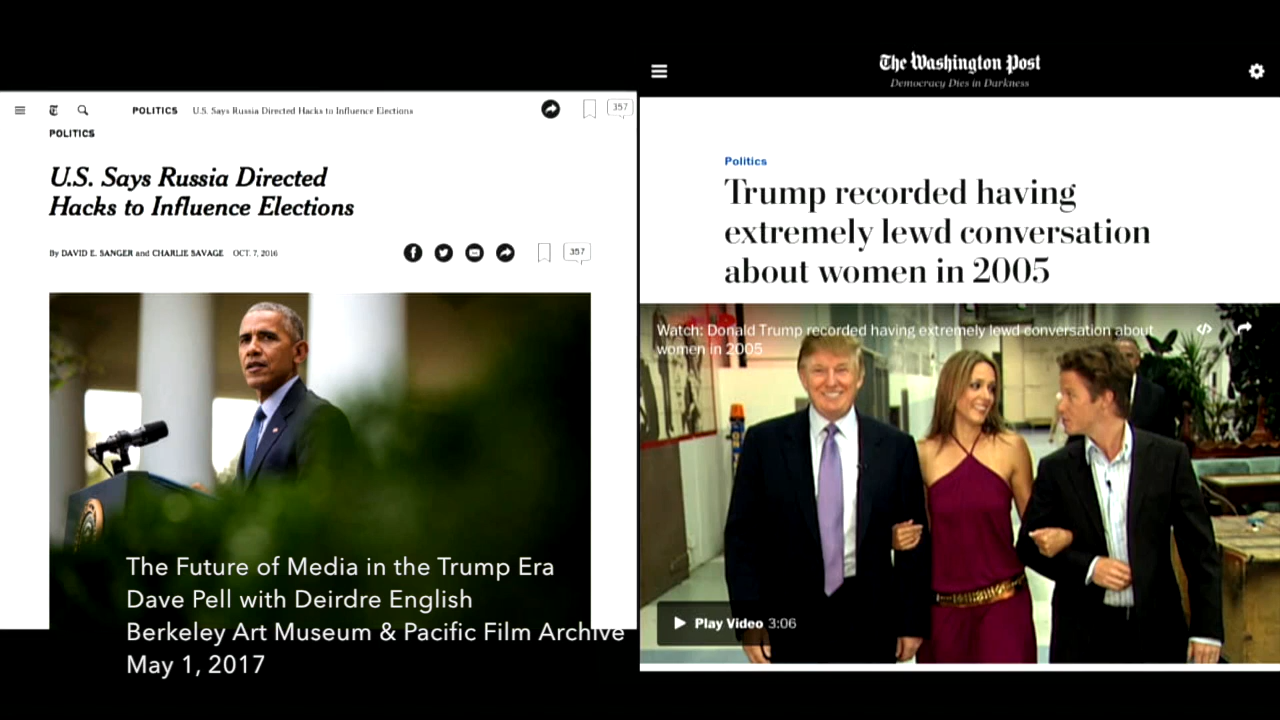 POLITICS U.S. Says Russia Directed Hacks to Influence Elections 357
POLITICS
U.S. Says Russia Directed
Hacks to Influence Elections
By DAVID E. SANGER and CHARLIE SAVAGE OCT. 7, 2016 357
The Future of Media in the Trump Era
Dave Pell with Deirdre English
Berkeley Art Museum & Pacific Film Archive
May 1, 2017
The Washington Post
Democracy Dies in Darkness
Politics
Trump recorded having
extremely lewd conversation
about women in 2005
Watch: Donald Trump recorded having extremely lewd conversation about
women in 2005
Play Video 3:06